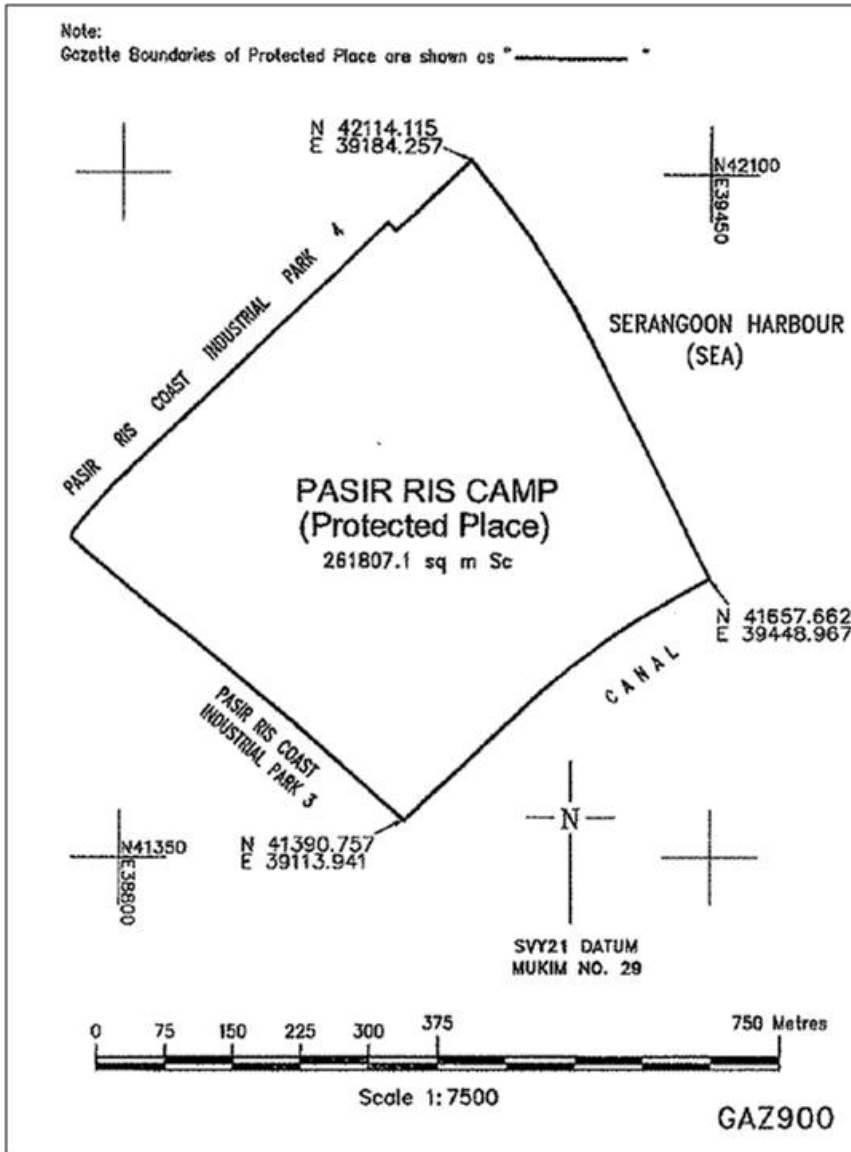 Note:
Gazette Boundaries of Protected Place are shown as " "
N 42114.115
E 39184.257
N42100
E39450
PASIR RIS COAST INDUSTRIAL PARK 4
SERANGOON HARBOUR
(SEA)
PASIR RIS CAMP
(Protected Place)
261807.1 sq m Sc
N 41657.662
E 39448.967
CANAL
PASIR RIS COAST
INDUSTRIAL PARK 3
N41350
E38800
N 41390.757
E 39113.941
N
SVY21 DATUM
MUKIM NO. 29
0 75 150 225 300 375 750 Metres
Scale 1:7500
GAZ900